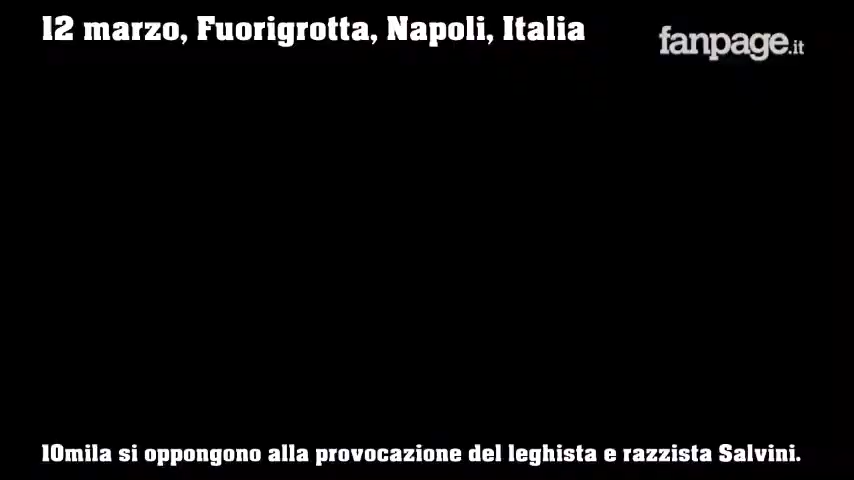 12 marzo, Fuorigrotta, Napoli, Italia
fanpage.it
10mila si oppongono alla provocazione del leghista e razzista Salvini.